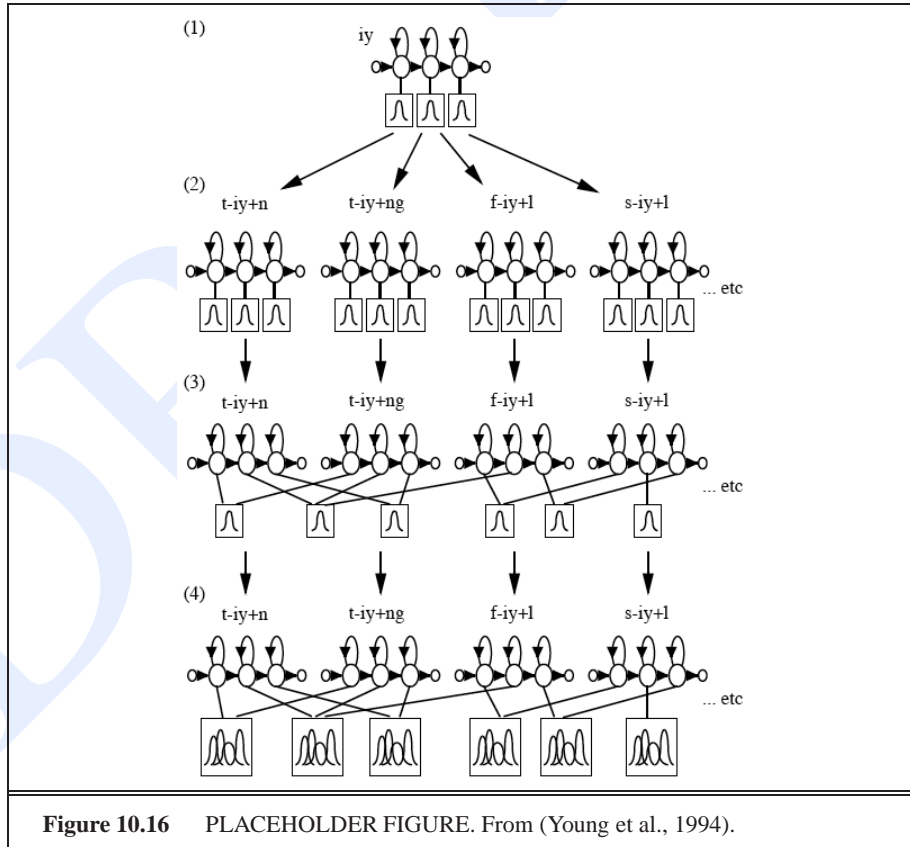 (1)
iy
(2)
t-iy+n t-iy+ng f-iy+l s-iy+l
... etc
(3)
t-iy+n t-iy+ng f-iy+l s-iy+l
... etc
(4)
t-iy+n t-iy+ng f-iy+l s-iy+l
... etc
Figure 10.16 PLACEHOLDER FIGURE. From (Young et al., 1994).